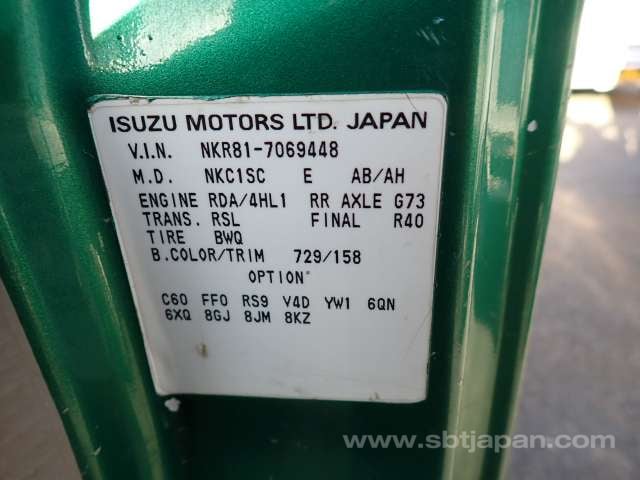 ISUZU MOTORS LTD. JAPAN
V.I.N. NKR81-7069448
M.D. NKC1SC E AB/AH
ENGINE RDA/4HL1 RR AXLE G73
TRANS. RSL FINAL R40
TIRE BWQ
B.COLOR/TRIM 729/158
OPTION
C60 FF0 RS9 V4D YW1 6QN
6XQ 8GJ 8JM 8KZ
www.sbtjapan.com